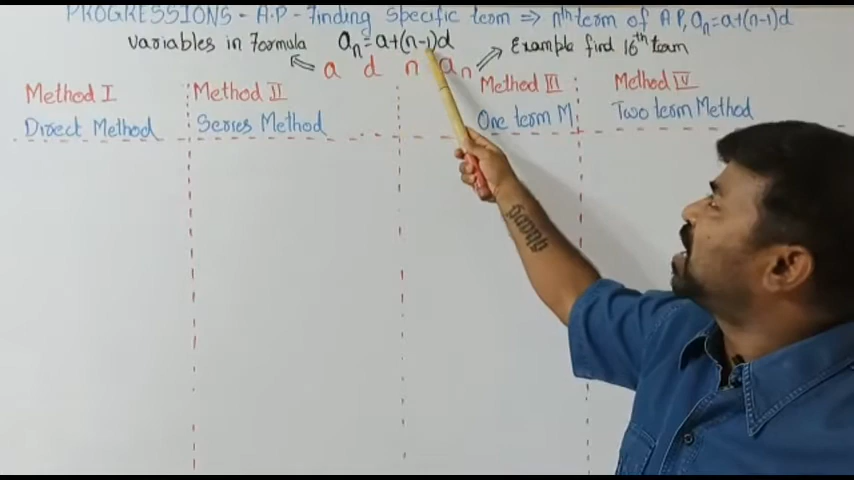 PROGRESSIONS - A.P - Finding Specific term ⇒ nth term of AP, an=a+(n-1)d
Variables in Formula an=a+(n-1)d Example find 16th term
a d n an
Method I Method II Method III Method IV
Direct Method Series Method One term M Two term Method